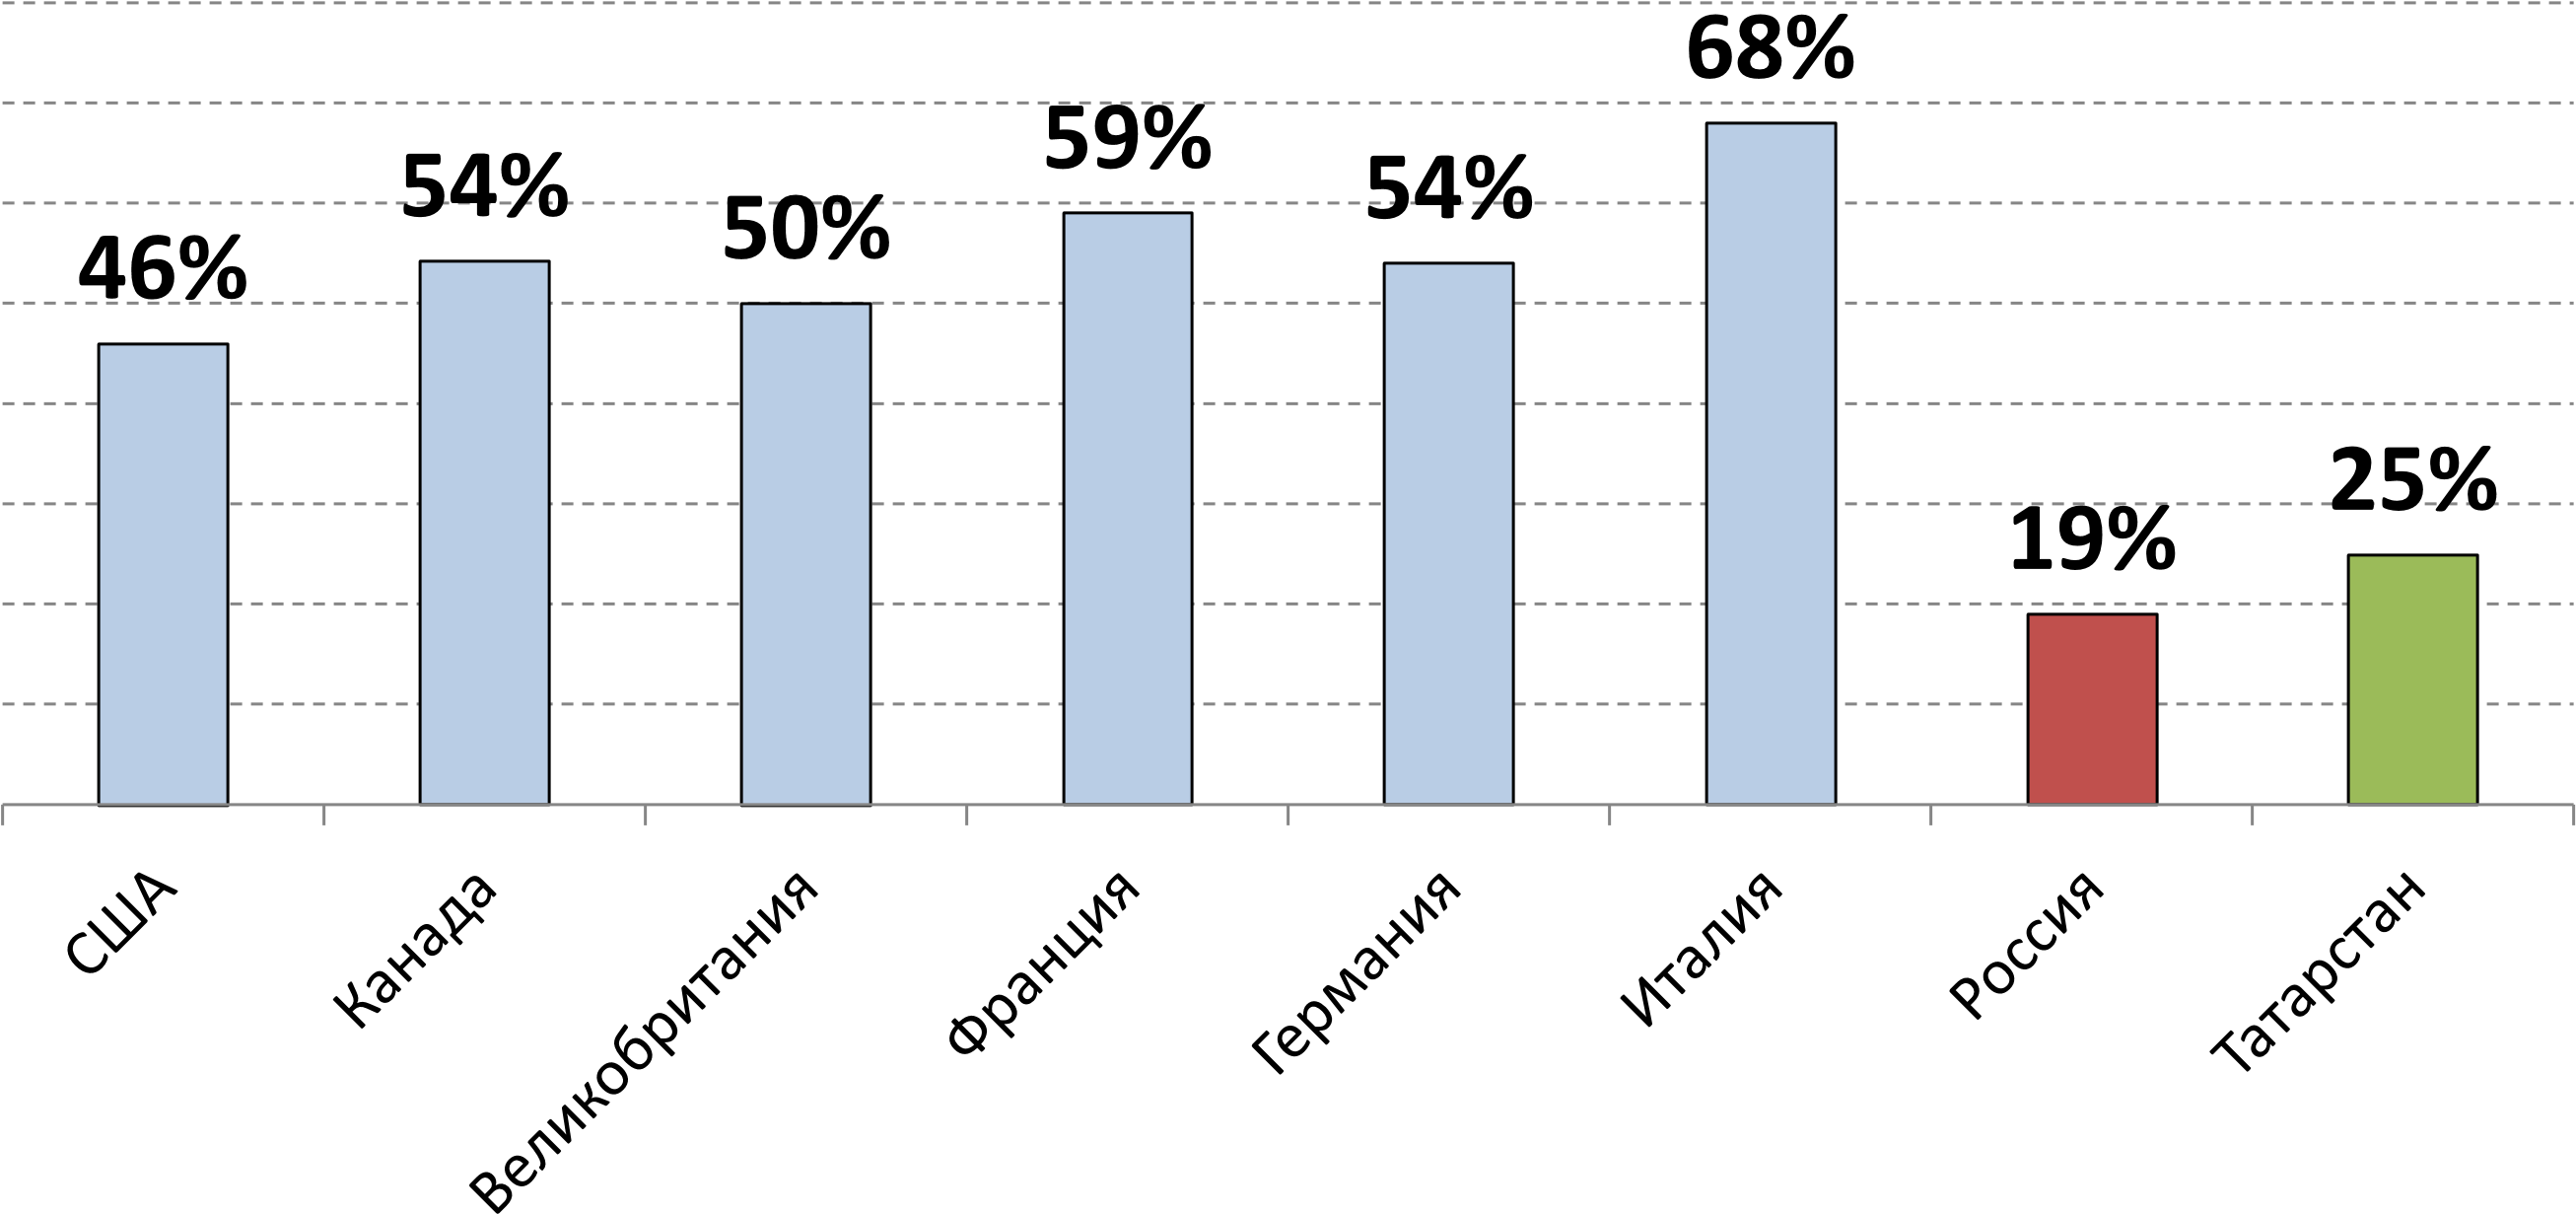 46%
54%
50%
59%
54%
68%
19%
25%
США
Канада
Великобритания
Франция
Германия
Италия
Россия
Татарстан